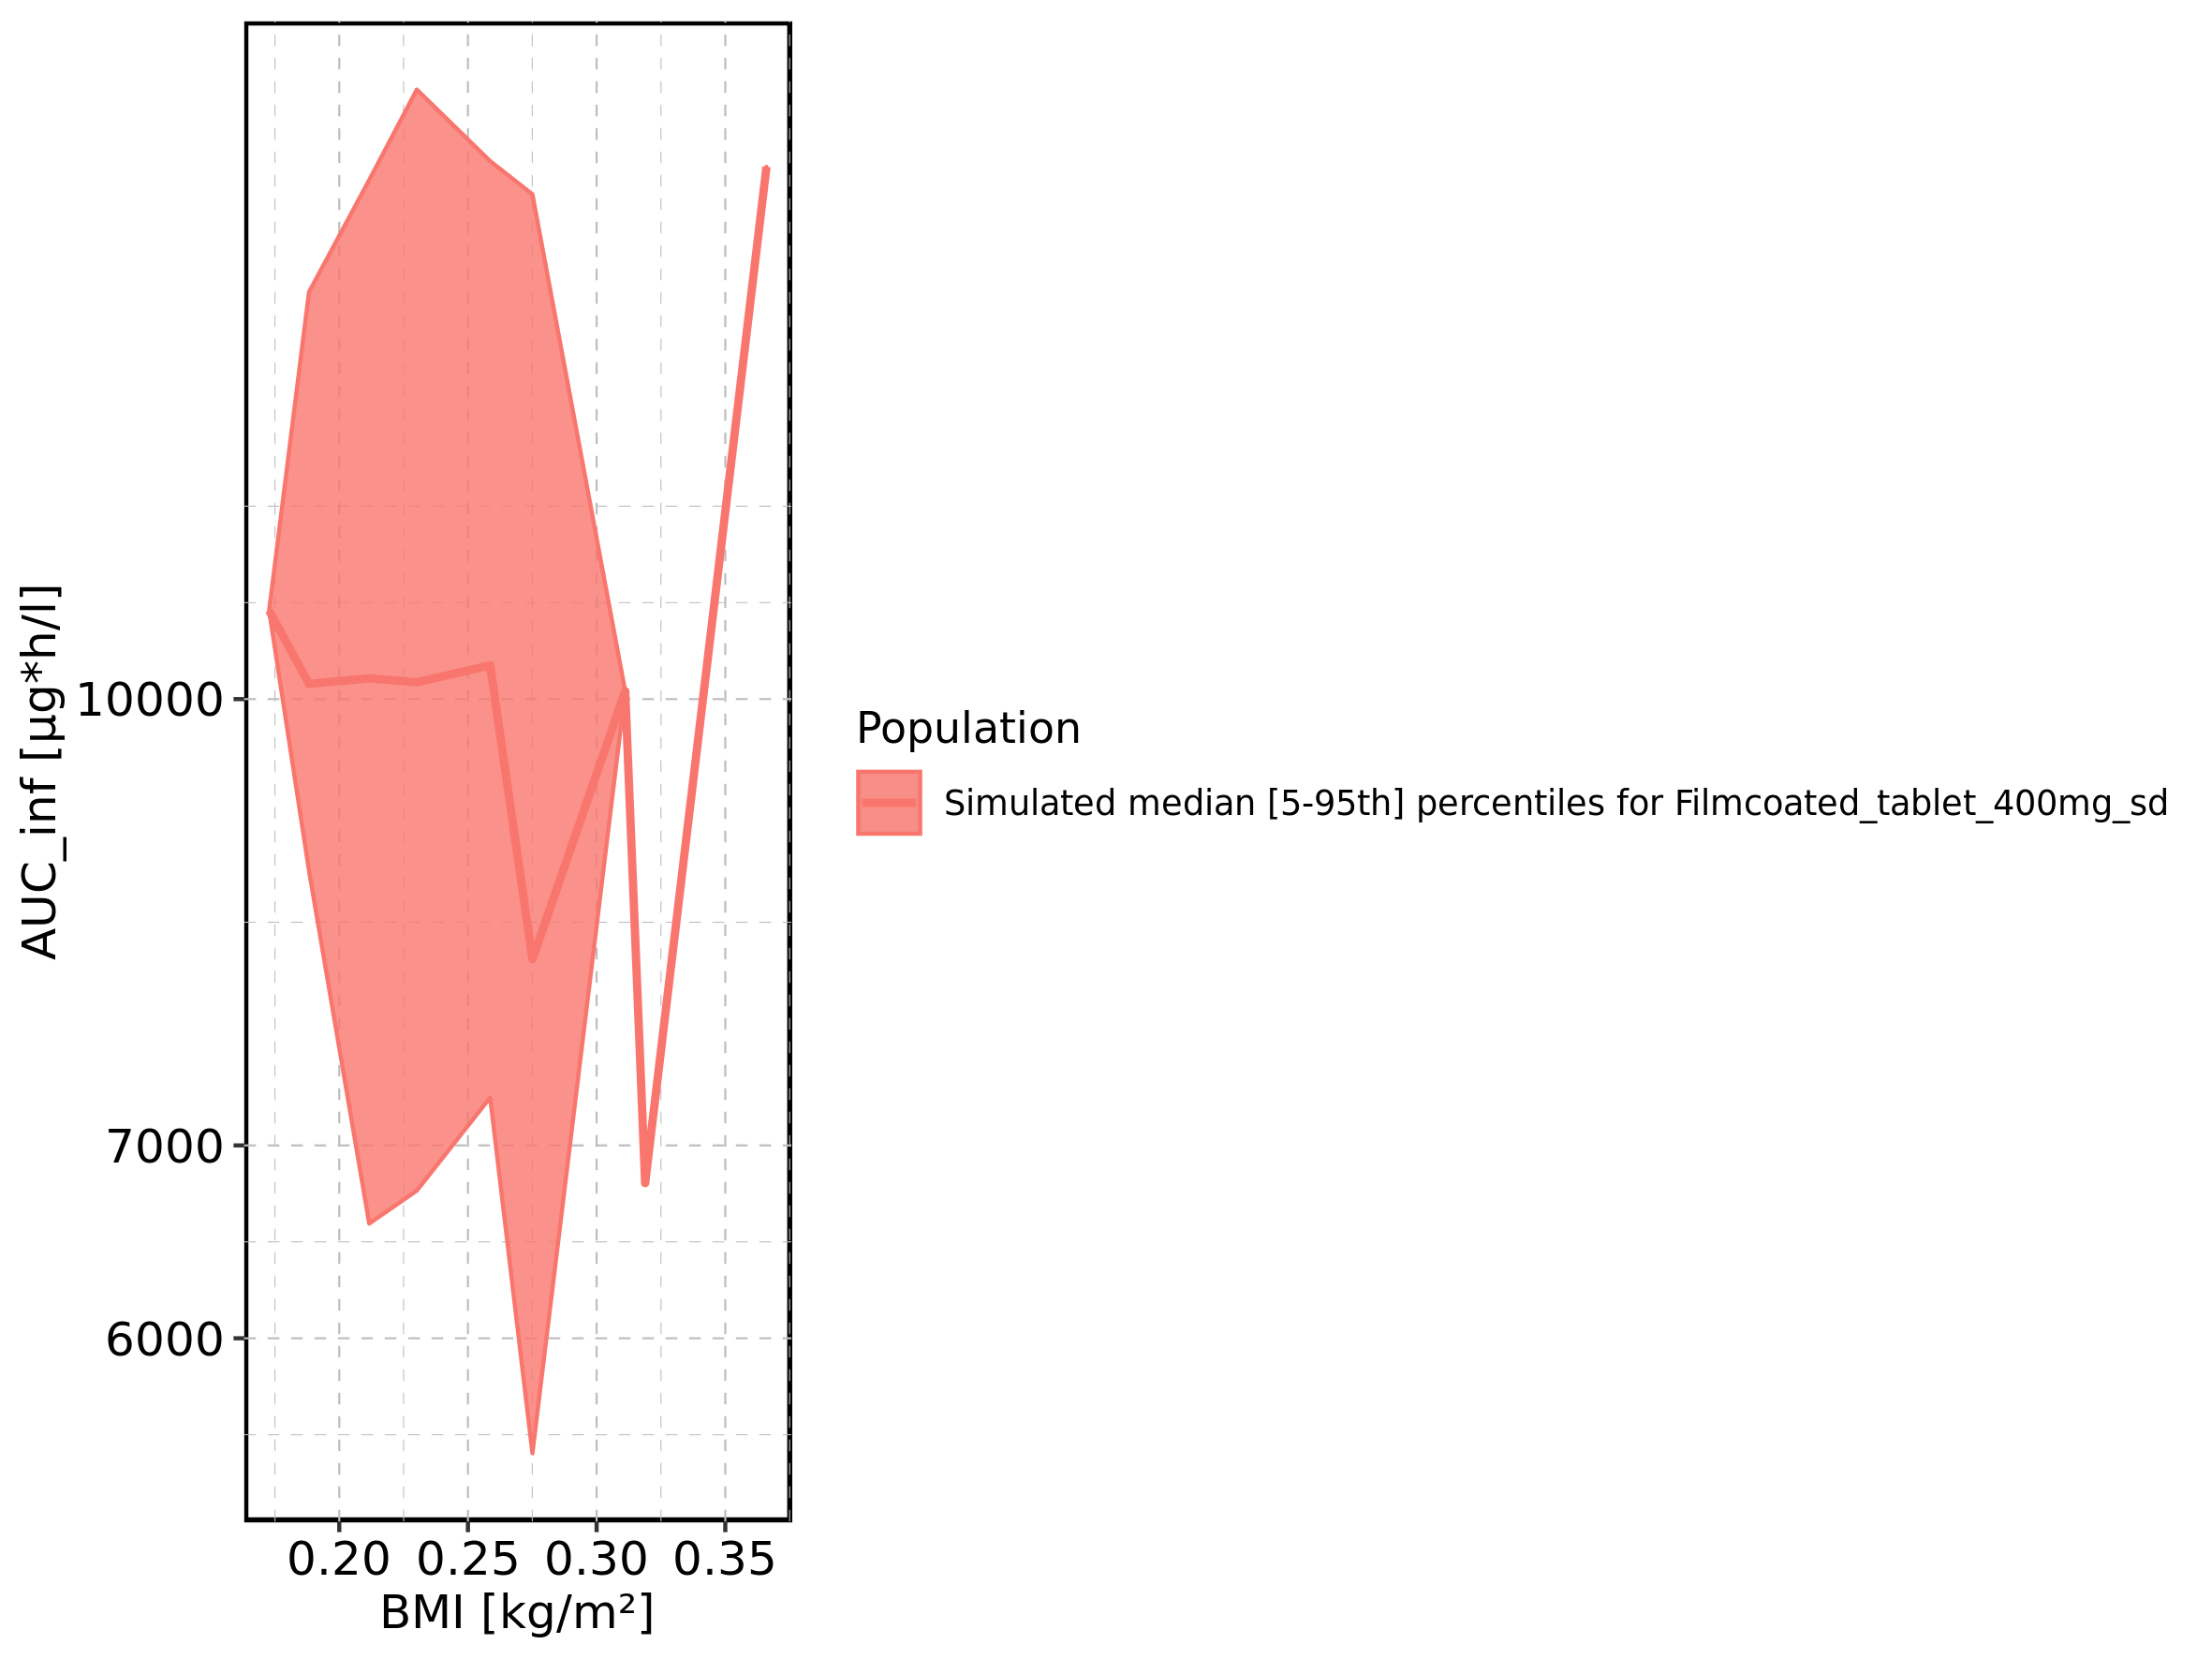 AUC_inf [µg*h/l]
10000
7000
6000
0.20 0.25 0.30 0.35
BMI [kg/m²]
Population
Simulated median [5-95th] percentiles for Filmcoated_tablet_400mg_sd